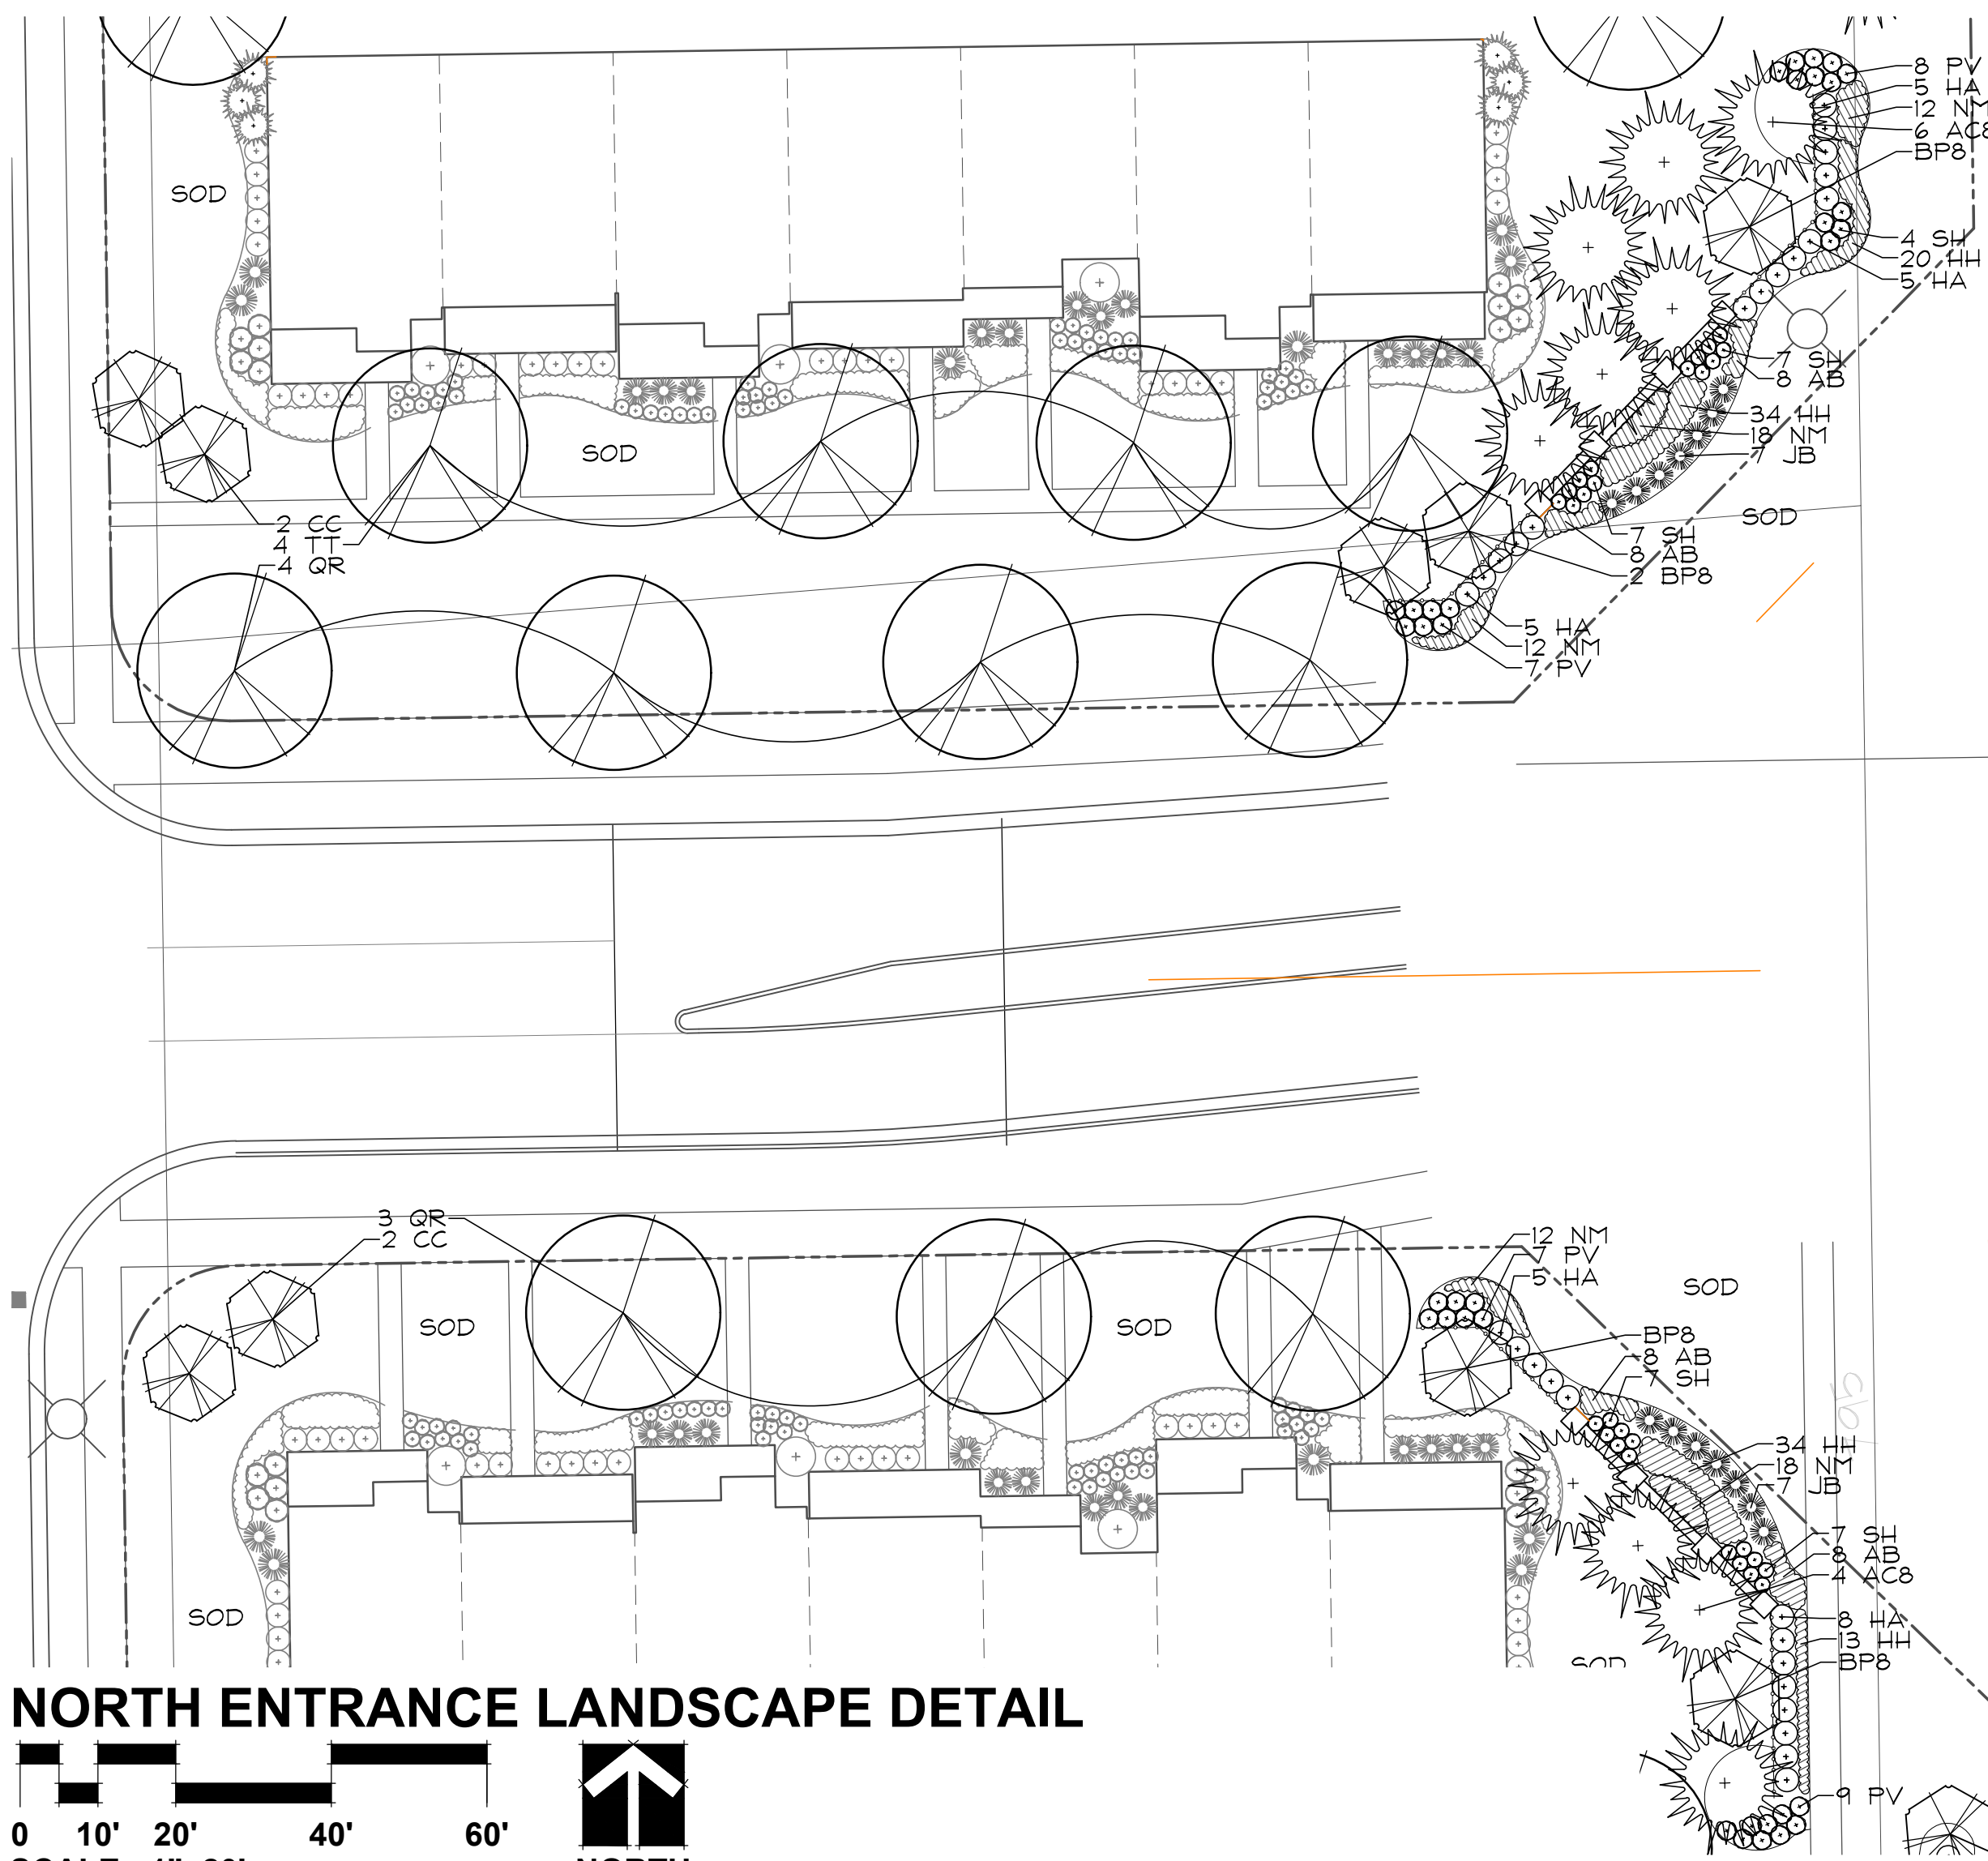 8 PV
5 HA
12 NM
6 AC8
BP8
SOD
4 SH
20 HH
5 HA
7 SH
8 AB
34 HH
18 NM
7 JB
SOD
SOD
2 CC
4 TT
4 QR
7 SH
8 AB
2 BP8
5 HA
12 NM
7 PV
3 QR
2 CC
12 NM
7 PV
5 HA
SOD
SOD
SOD
BP8
8 AB
7 SH
34 HH
18 NM
7 JB
7 SH
8 AB
4 AC8
SOD
8 HA
13 HH
BP8
SOD
9 PV
NORTH ENTRANCE LANDSCAPE DETAIL
0 10' 20' 40' 60'
NORTH